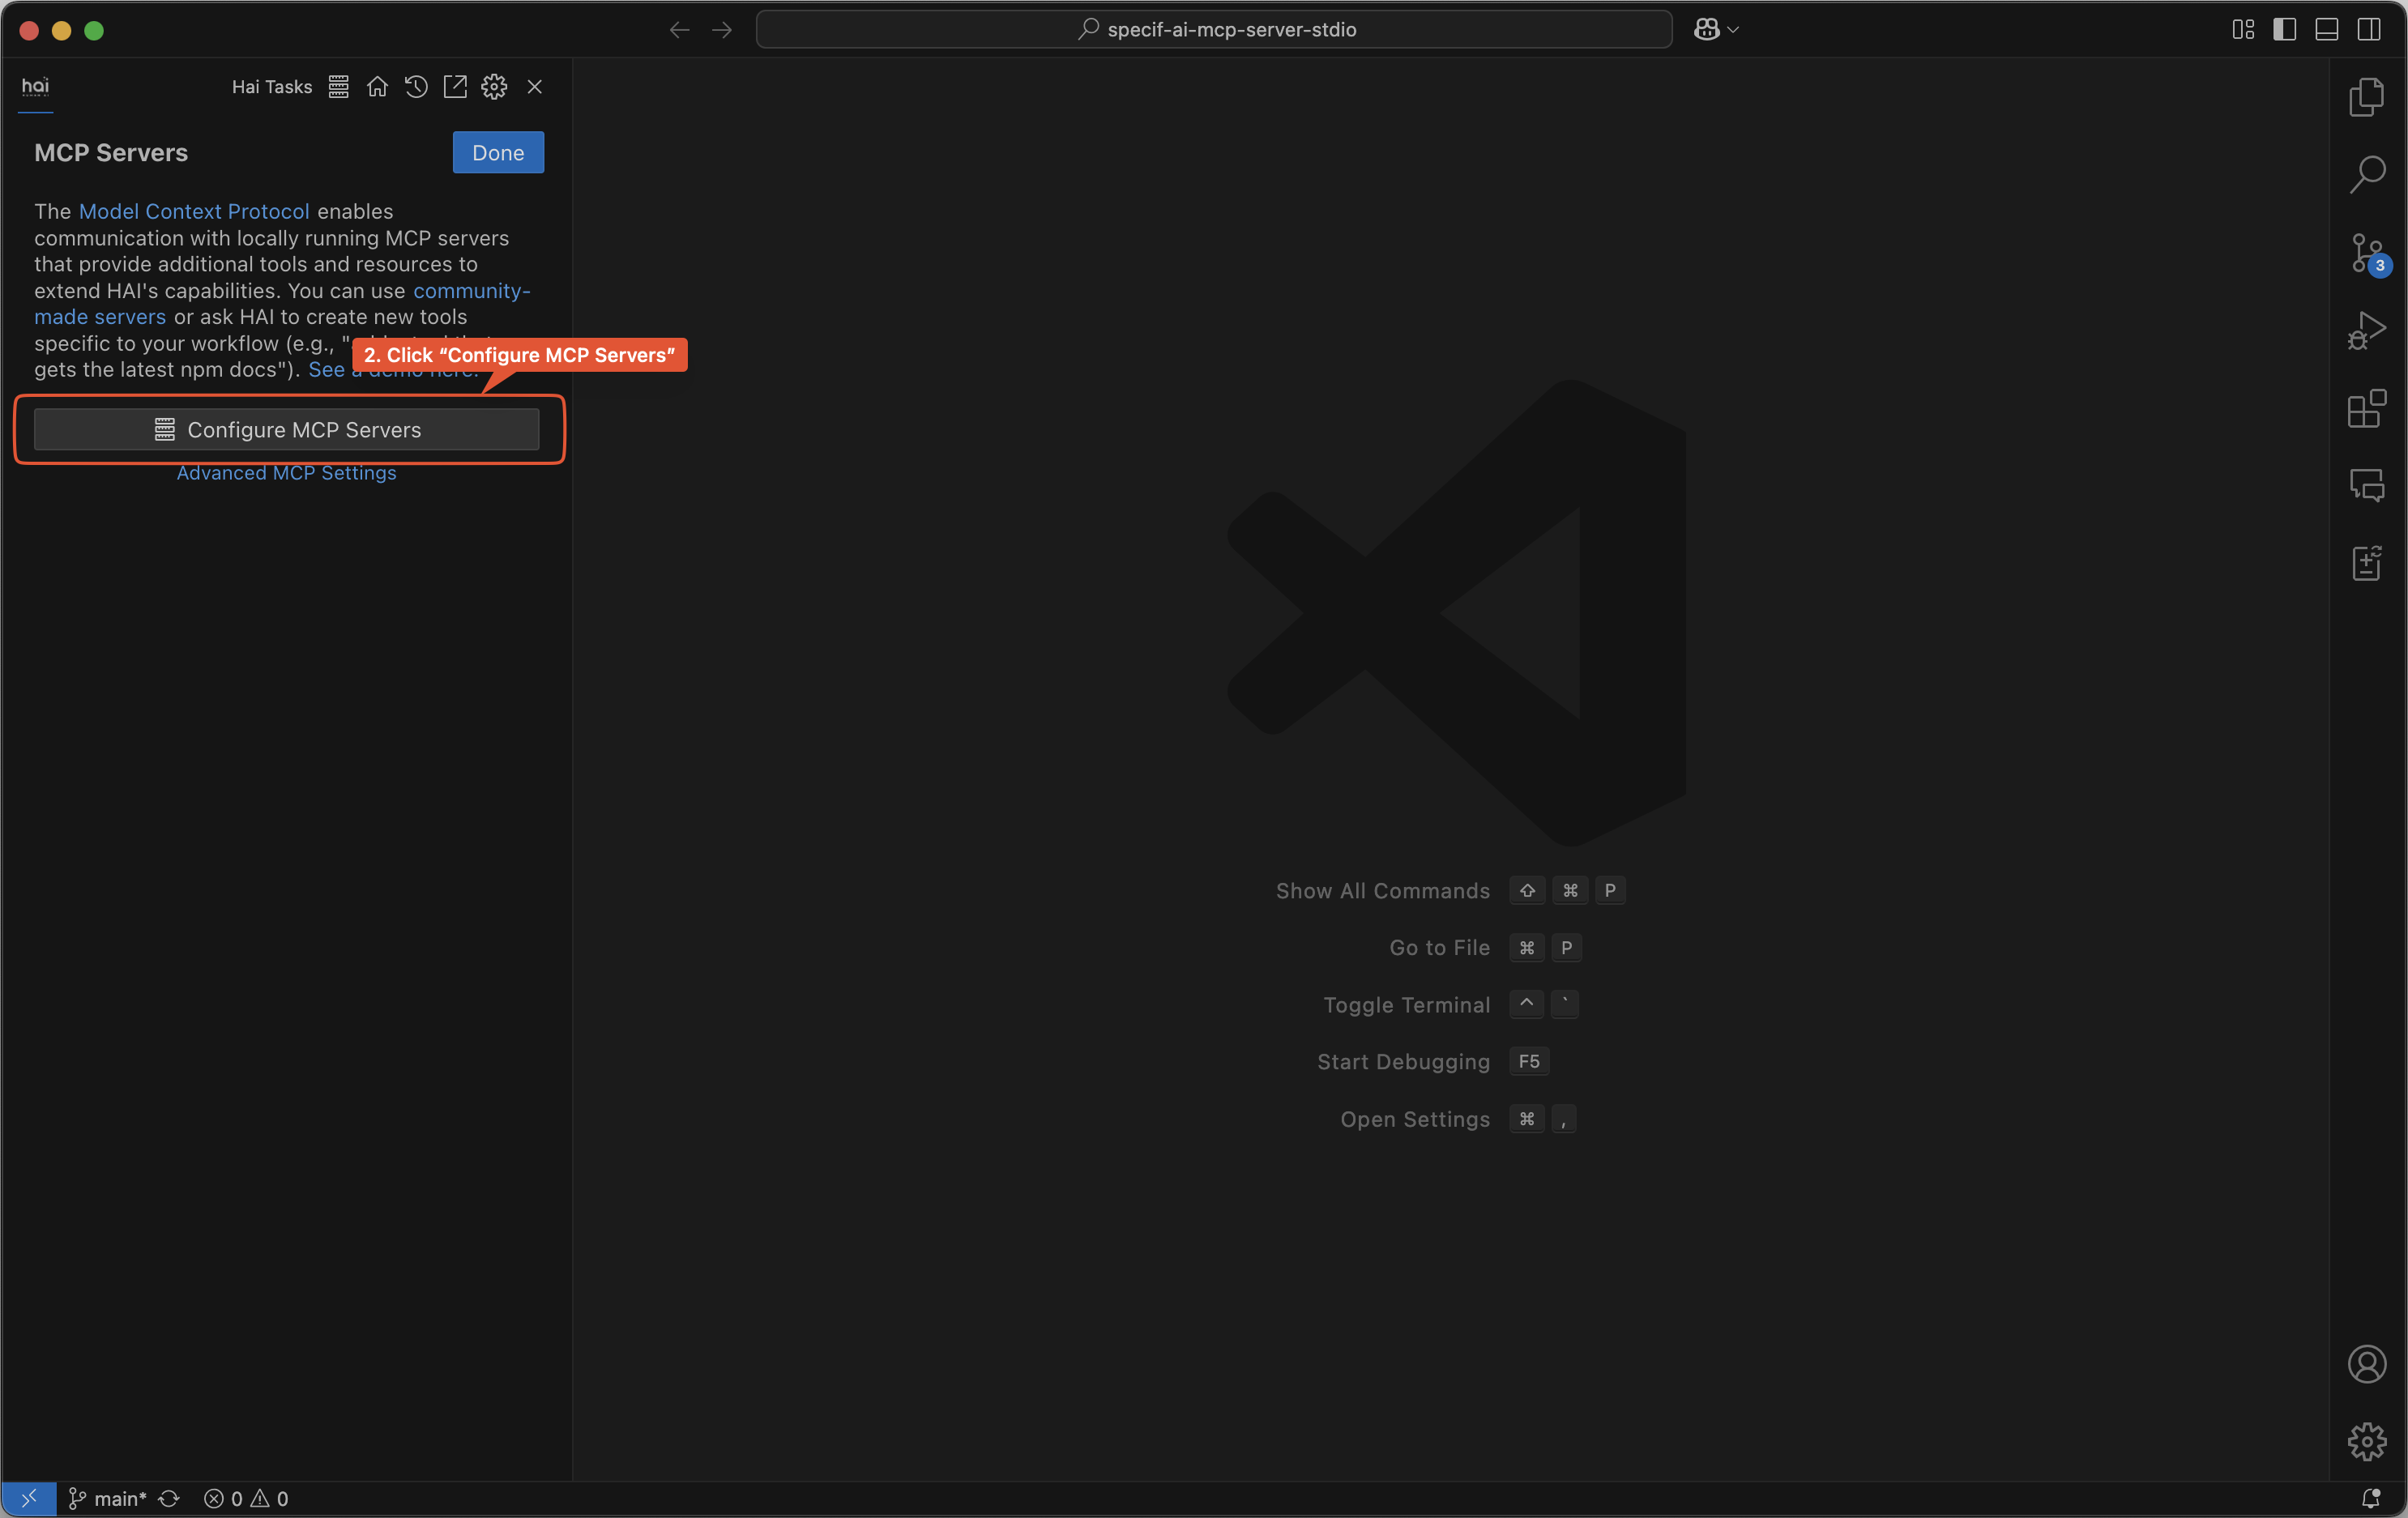 specif-ai-mcp-server-stdio
hai
Hai Tasks
MCP Servers
Done
The Model Context Protocol enables
communication with locally running MCP servers
that provide additional tools and resources to
extend HAI's capabilities. You can use community-
made servers or ask HAI to create new tools
specific to your workflow (e.g., "
2. Click “Configure MCP Servers”
gets the latest npm docs"). See a demo here.
Configure MCP Servers
Advanced MCP Settings
3
Show All Commands ⇧ ⌘ P
Go to File ⌘ P
Toggle Terminal ^ `
Start Debugging F5
Open Settings ⌘ ,
main* 0 0